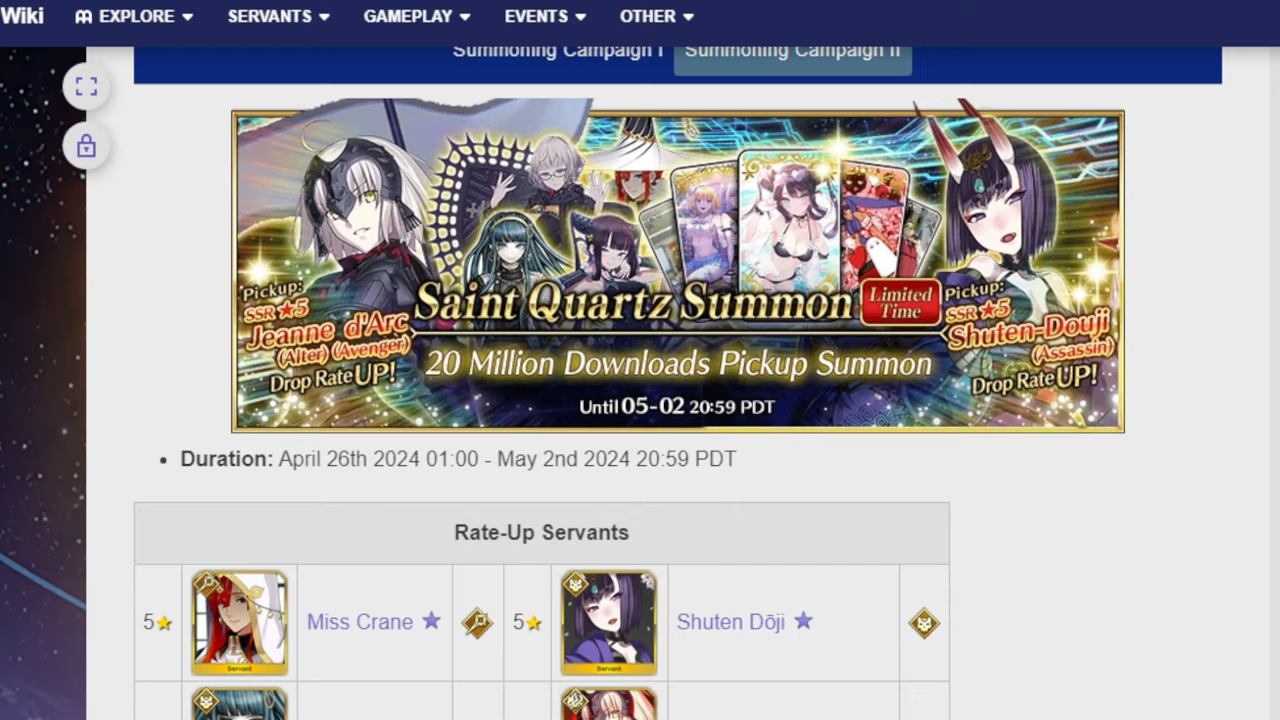 Wiki EXPLORE SERVANTS GAMEPLAY EVENTS OTHER
Summoning Campaign I Summoning Campaign II
Pickup:
SSR ★5
Jeanne d'Arc
(Alter) (Avenger)
Drop Rate UP!
Saint Quartz Summon
Limited
Time
20 Million Downloads Pickup Summon
Until 05-02 20:59 PDT
Pickup:
SSR ★5
Shuten-Douji
(Assassin)
Drop Rate UP!
• Duration: April 26th 2024 01:00 - May 2nd 2024 20:59 PDT
Rate-Up Servants
5★ Servant Miss Crane ★ 5★ Servant Shuten Dōji ★